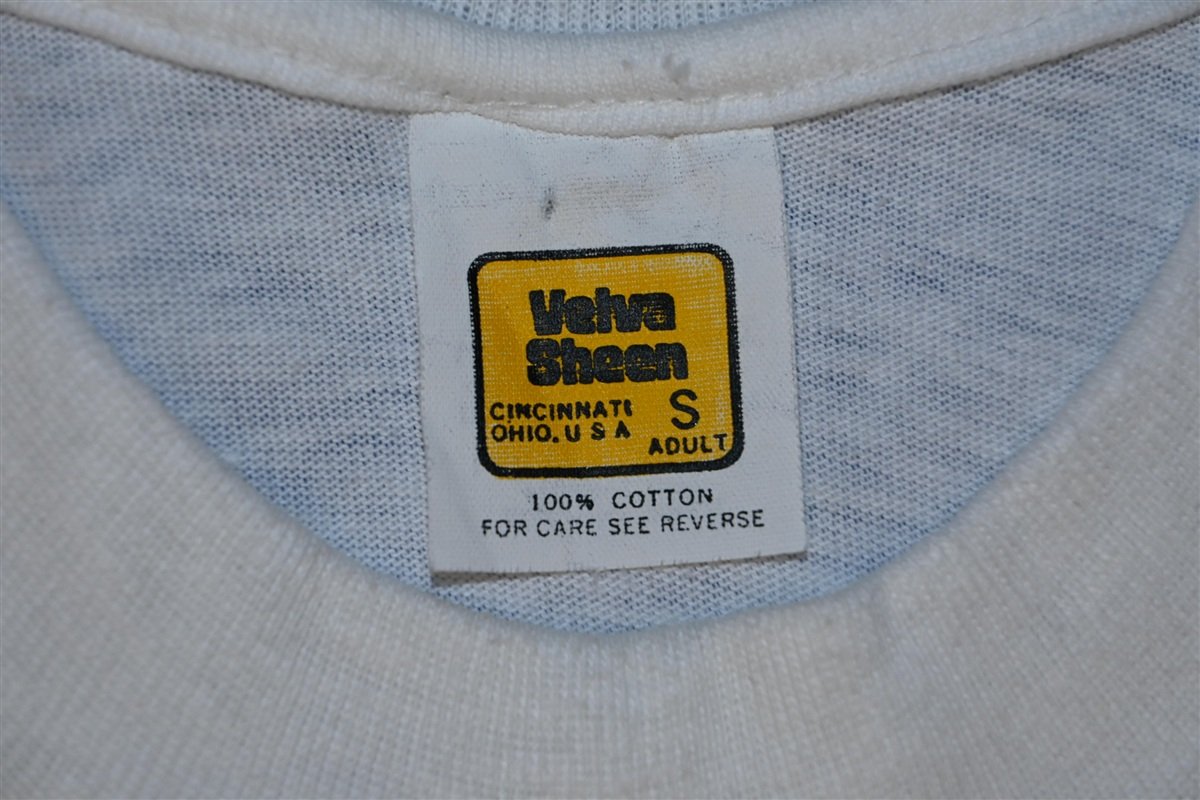 Velva
Sheen
CINCINNATI
OHIO. U S A
S
ADULT
100% COTTON
FOR CARE SEE REVERSE